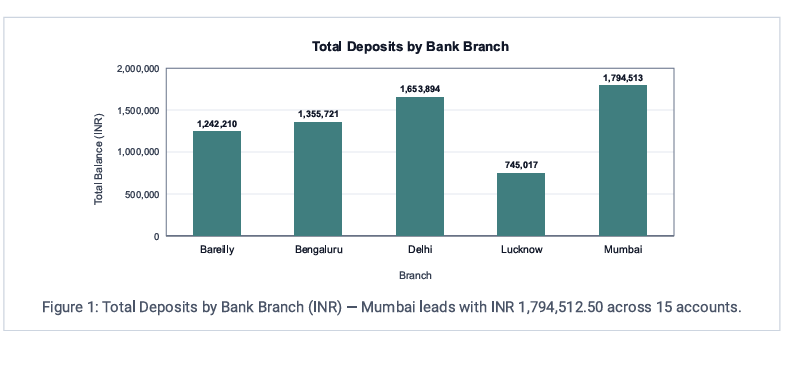 Total Deposits by Bank Branch
2,000,000
1,500,000
1,000,000
500,000
0
Total Balance (INR)
1,242,210
1,355,721
1,653,894
745,017
1,794,513
Bareilly
Bengaluru
Delhi
Lucknow
Mumbai
Branch
Figure 1: Total Deposits by Bank Branch (INR) — Mumbai leads with INR 1,794,512.50 across 15 accounts.